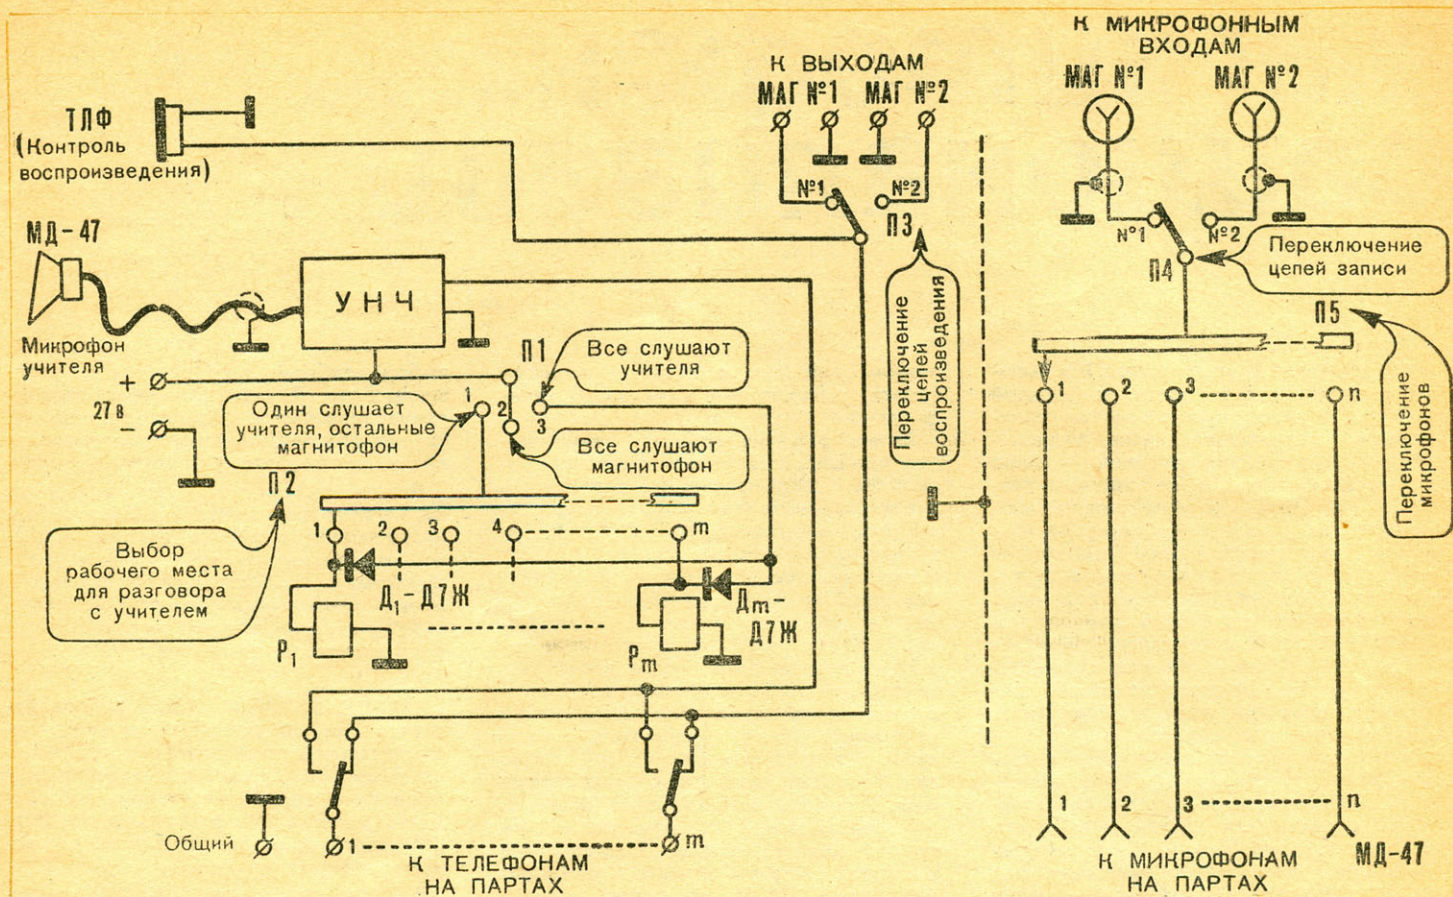 К МИКРОФОННЫМ
ВХОДАМ
МАГ №1 МАГ №2
К ВЫХОДАМ
МАГ №1 МАГ №2
ТЛФ
(Контроль
воспроизведения)
№1 №2
П3
№1 №2
П4
Переключение
цепей записи
МД-47
УНЧ
Микрофон
учителя
+
27 в
-
П1
Все слушают
учителя
1 2 3
Один слушает
учителя, остальные
магнитофон
Все слушают
магнитофон
Переключение
цепей
воспроизведения
П5
Переключение
микрофонов
1 2 3 n
П2
Выбор
рабочего места
для разговора
с учителем
1 2 3 4 m
Д1-Д7Ж
Дm-
Д7Ж
Р1
Рm
Общий
1 m
К ТЕЛЕФОНАМ
НА ПАРТАХ
1 2 3 n
К МИКРОФОНАМ
НА ПАРТАХ
МД-47